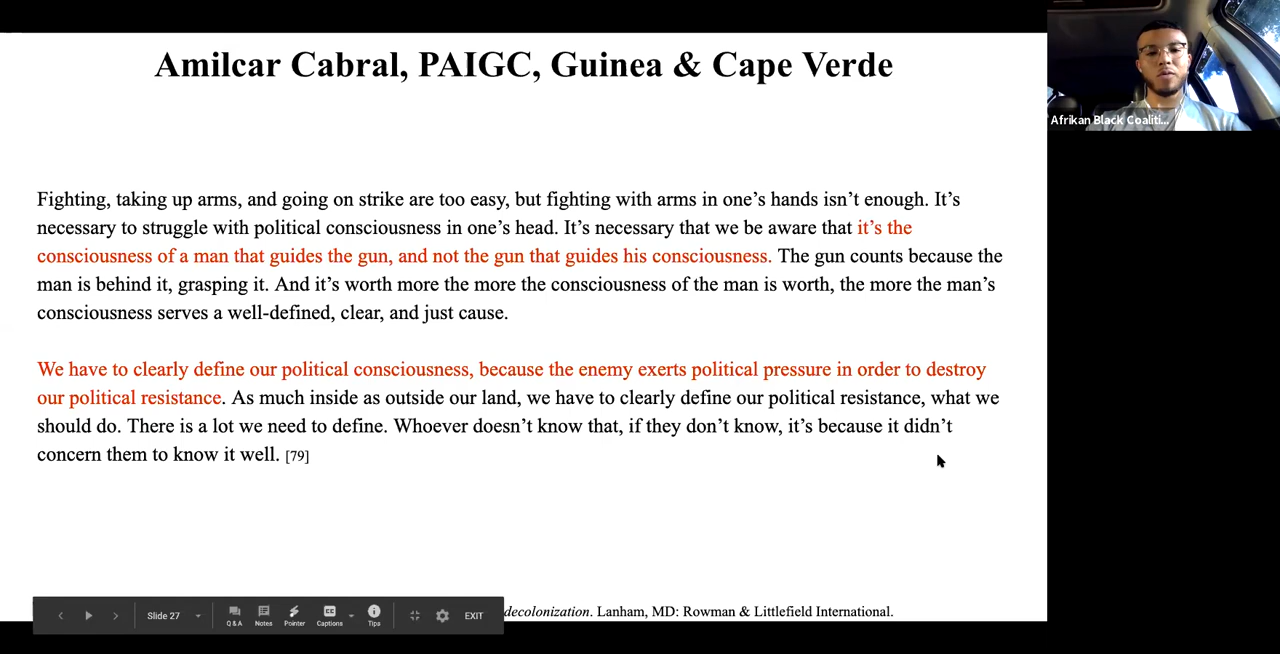 Amilcar Cabral, PAIGC, Guinea & Cape Verde
Afrikan Black Coaliti...
Fighting, taking up arms, and going on strike are too easy, but fighting with arms in one’s hands isn’t enough. It’s
necessary to struggle with political consciousness in one’s head. It’s necessary that we be aware that it’s the
consciousness of a man that guides the gun, and not the gun that guides his consciousness. The gun counts because the
man is behind it, grasping it. And it’s worth more the more the consciousness of the man is worth, the more the man’s
consciousness serves a well-defined, clear, and just cause.
We have to clearly define our political consciousness, because the enemy exerts political pressure in order to destroy
our political resistance. As much inside as outside our land, we have to clearly define our political resistance, what we
should do. There is a lot we need to define. Whoever doesn’t know that, if they don’t know, it’s because it didn’t
concern them to know it well. [79]
decolonization. Lanham, MD: Rowman & Littlefield International.
Slide 27
Q & A
Notes
Pointer
CC
Captions
Tips
EXIT